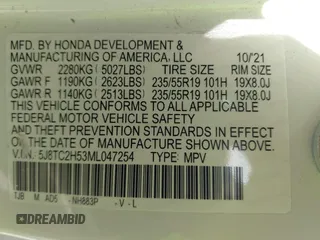 MFD. BY HONDA DEVELOPMENT &
MANUFACTURING OF AMERICA, LLC 10/21
GVWR 2280KG (5027LBS) TIRE SIZE RIM SIZE
GAWR F 1190KG (2623LBS) 235/55R19 101H 19X8.0J
GAWR R 1140KG (2513LBS) 235/55R19 101H 19X8.0J
THIS VEHICLE CONFORMS TO ALL APPLICABLE
FEDERAL MOTOR VEHICLE SAFETY
AND THEFT PREVENTION STANDARDS IN EFFECT ON
THE DATE OF MANUFACTURE SHOWN ABOVE.
V.I.N. 5J8TC2H53ML047254 TYPE: MPV
TJB M AD5 - NH883P - V - L
DREAMBID